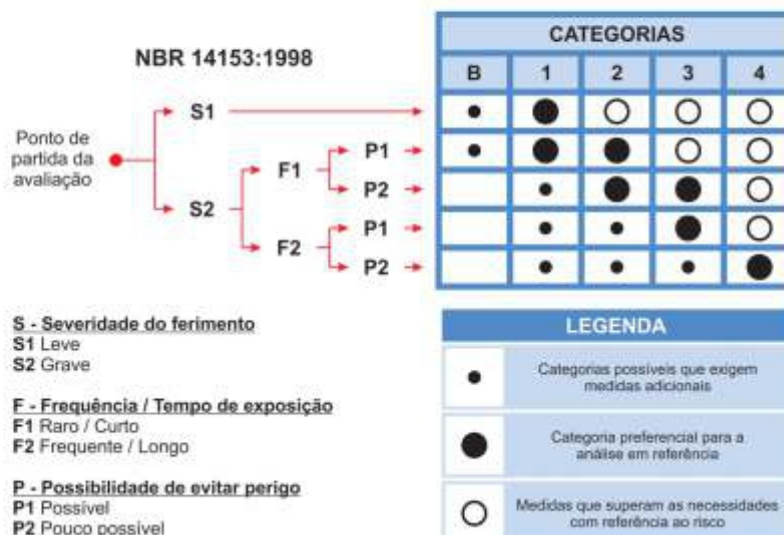 NBR 14153:1998
CATEGORIAS
B 1 2 3 4
Ponto de
partida da
avaliação
S1
S2
F1
F2
P1
P2
P1
P2
S - Severidade do ferimento
S1 Leve
S2 Grave
F - Frequência / Tempo de exposição
F1 Raro / Curto
F2 Frequente / Longo
P - Possibilidade de evitar perigo
P1 Possível
P2 Pouco possível
LEGENDA
Categorias possíveis que exigem
medidas adicionais
Categoria preferencial para a
análise em referência
Medidas que superam as necessidades
com referência ao risco